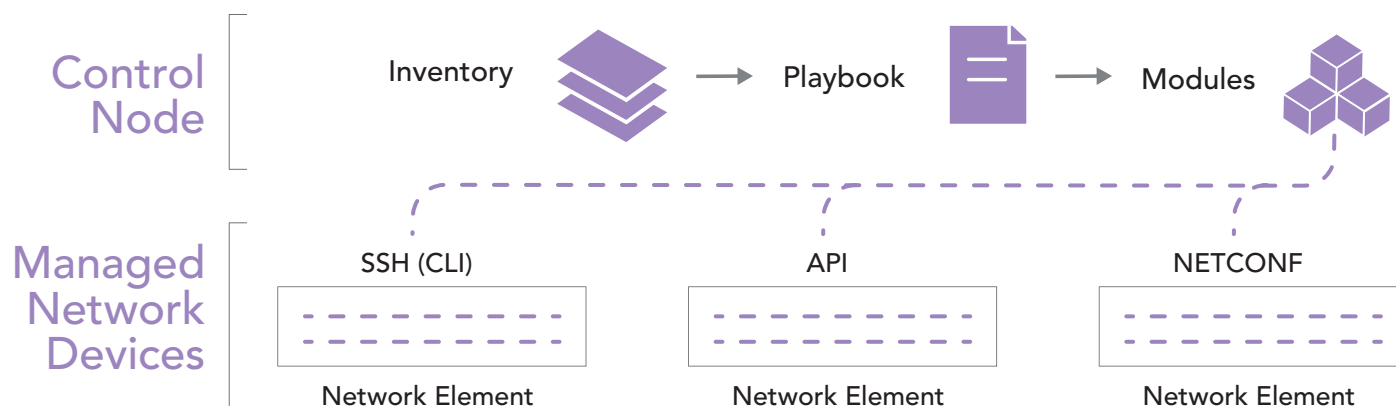 Control
Node
Inventory
Playbook
Modules
Managed
Network
Devices
SSH (CLI)
API
NETCONF
Network Element
Network Element
Network Element